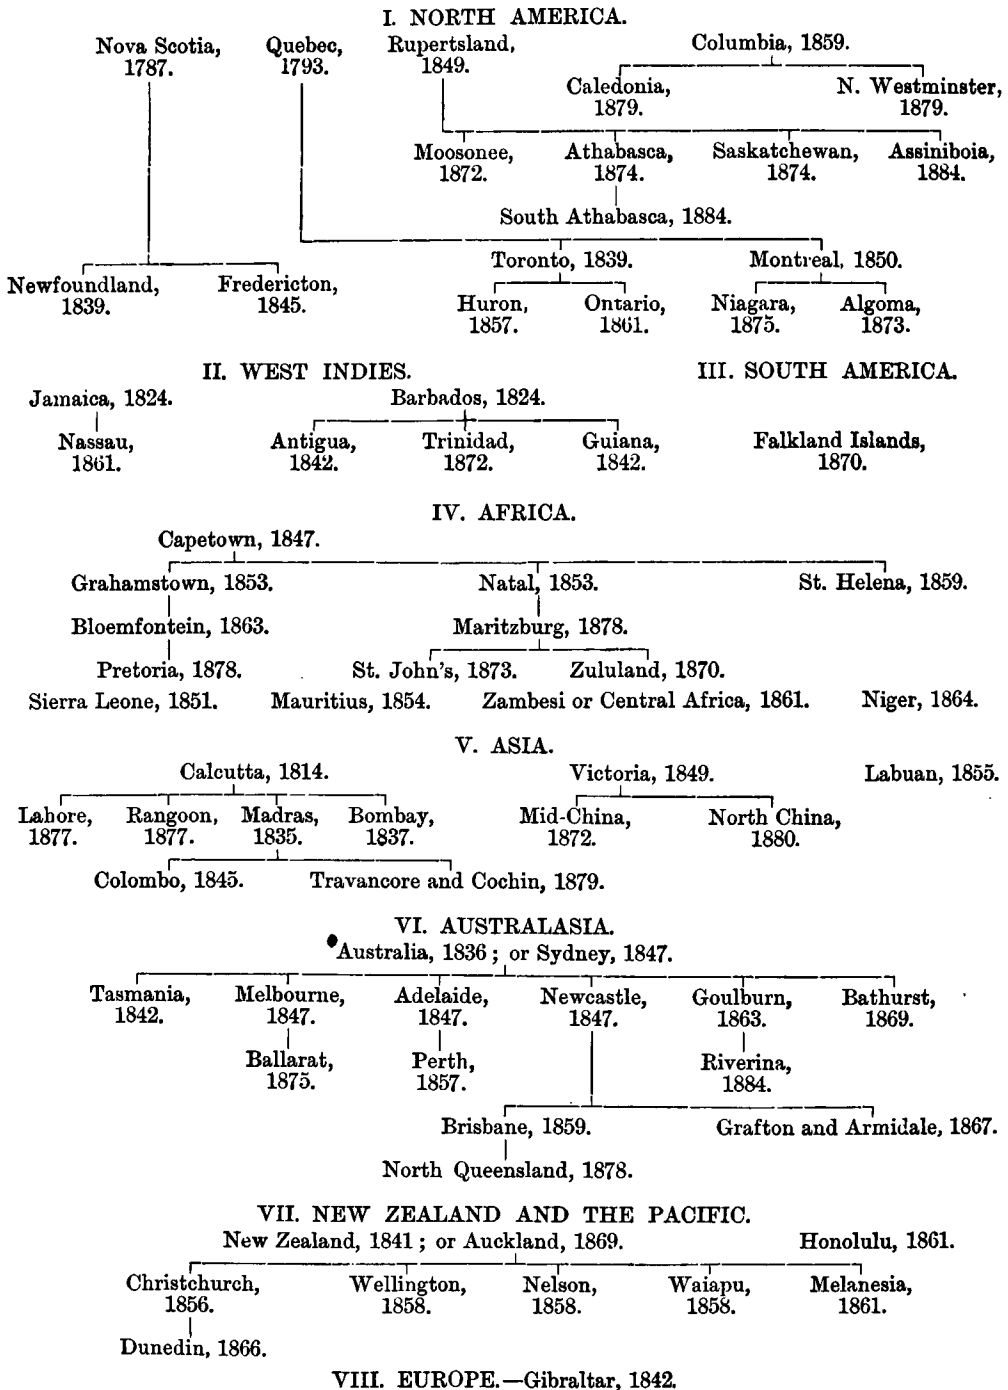 I. NORTH AMERICA.
Nova Scotia, 1787.
Quebec, 1793.
Rupertsland, 1849.
Columbia, 1859.
Caledonia, 1879.
N. Westminster, 1879.
Moosonee, 1872.
Athabasca, 1874.
Saskatchewan, 1874.
Assiniboia, 1884.
South Athabasca, 1884.
Toronto, 1839.
Montreal, 1850.
Newfoundland, 1839.
Fredericton, 1845.
Huron, 1857.
Ontario, 1861.
Niagara, 1875.
Algoma, 1873.
II. WEST INDIES.
Jamaica, 1824.
Barbados, 1824.
Nassau, 1861.
Antigua, 1842.
Trinidad, 1872.
Guiana, 1842.
III. SOUTH AMERICA.
Falkland Islands, 1870.
IV. AFRICA.
Capetown, 1847.
Grahamstown, 1853.
Natal, 1853.
St. Helena, 1859.
Bloemfontein, 1863.
Maritzburg, 1878.
Pretoria, 1878.
St. John's, 1873.
Zululand, 1870.
Sierra Leone, 1851.
Mauritius, 1854.
Zambesi or Central Africa, 1861.
Niger, 1864.
V. ASIA.
Calcutta, 1814.
Victoria, 1849.
Labuan, 1855.
Lahore, 1877.
Rangoon, 1877.
Madras, 1835.
Bombay, 1837.
Mid-China, 1872.
North China, 1880.
Colombo, 1845.
Travancore and Cochin, 1879.
VI. AUSTRALASIA.
Australia, 1836; or Sydney, 1847.
Tasmania, 1842.
Melbourne, 1847.
Adelaide, 1847.
Newcastle, 1847.
Goulburn, 1863.
Bathurst, 1869.
Ballarat, 1875.
Perth, 1857.
Riverina, 1884.
Brisbane, 1859.
Grafton and Armidale, 1867.
North Queensland, 1878.
VII. NEW ZEALAND AND THE PACIFIC.
New Zealand, 1841; or Auckland, 1869.
Honolulu, 1861.
Christchurch, 1856.
Wellington, 1858.
Nelson, 1858.
Waiapu, 1858.
Melanesia, 1861.
Dunedin, 1866.
VIII. EUROPE.—Gibraltar, 1842.